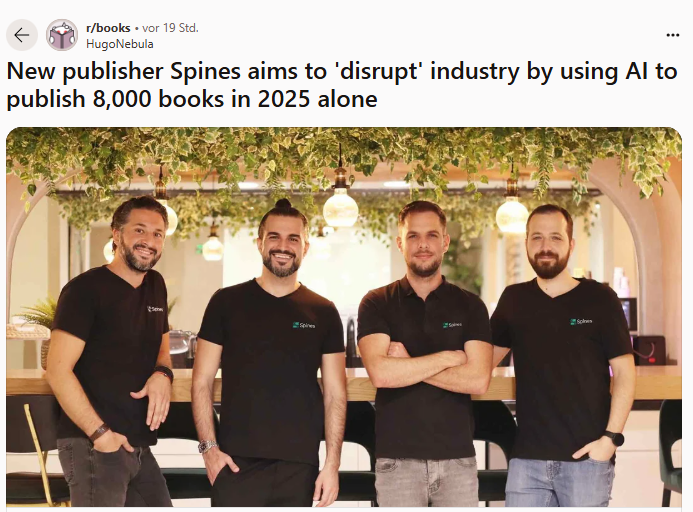 r/books • vor 19 Std.
HugoNebula
New publisher Spines aims to 'disrupt' industry by using AI to
publish 8,000 books in 2025 alone
Spines
Spines
Spines
Spines